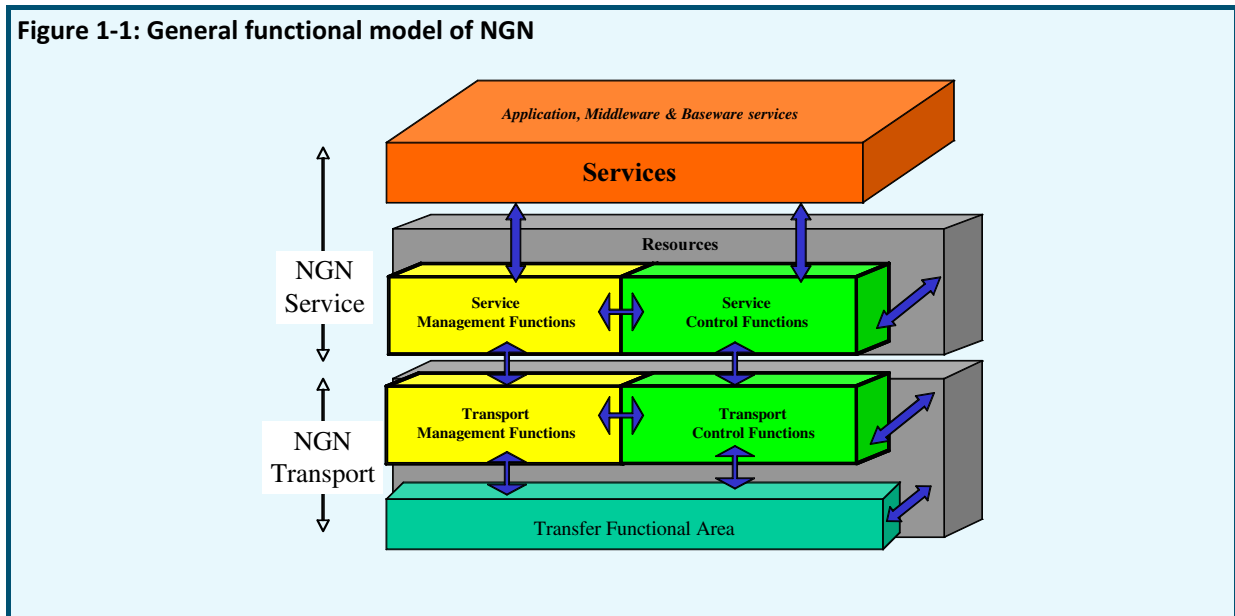 Figure 1-1: General functional model of NGN
Application, Middleware & Baseware services
Services
Resources
NGN
Service
Service
Management Functions
Service
Control Functions
NGN
Transport
Transport
Management Functions
Transport
Control Functions
Transfer Functional Area